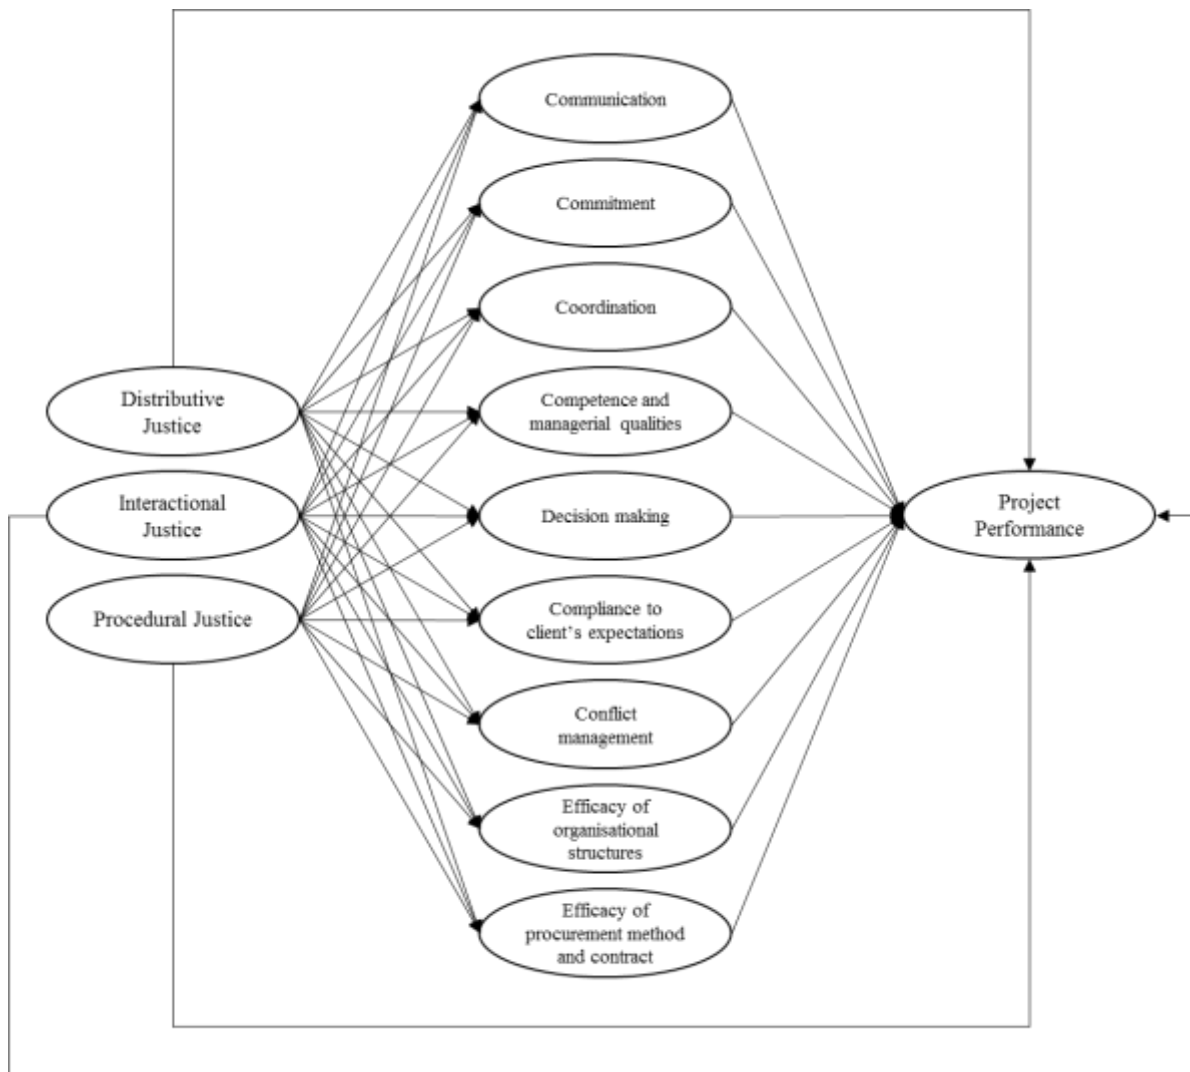 Communication
Commitment
Coordination
Distributive
Justice
Competence and
managerial qualities
Interactional
Justice
Decision making
Project
Performance
Procedural Justice
Compliance to
client's expectations
Conflict
management
Efficacy of
organisational
structures
Efficacy of
procurement method
and contract